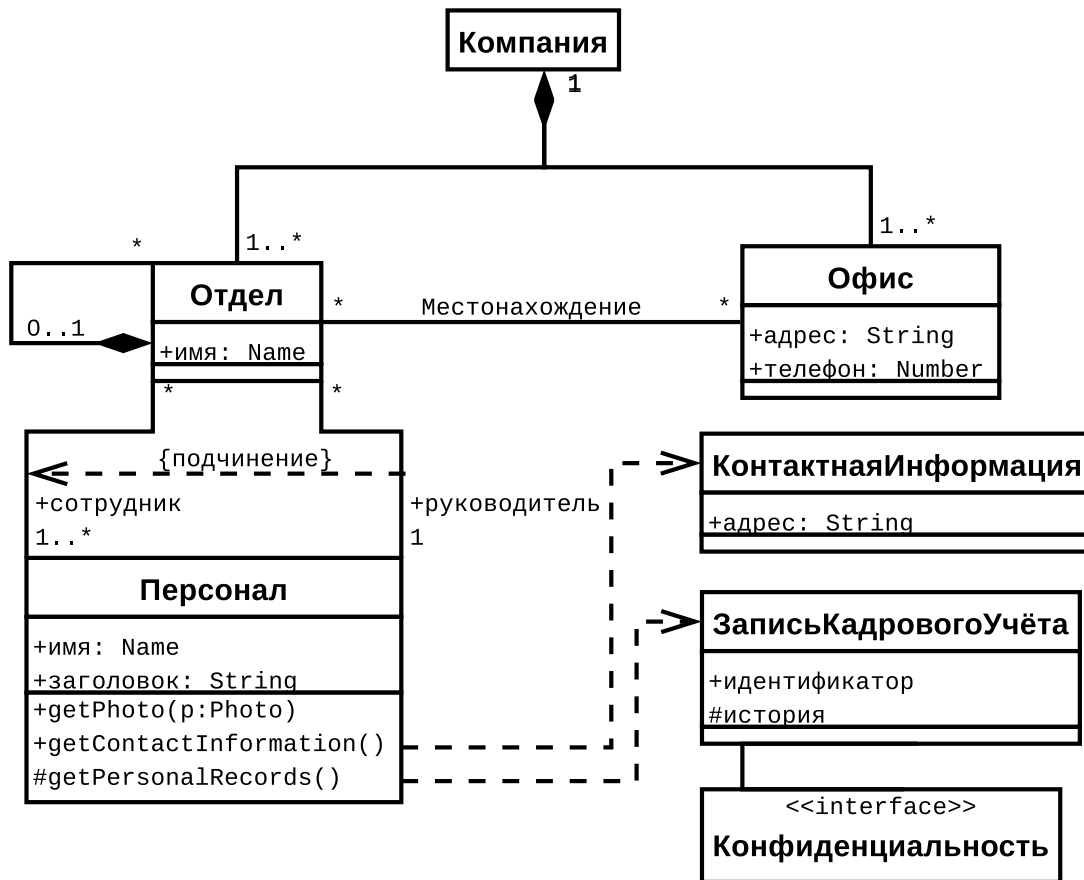 Компания
1
1..*
1..*
*
Отдел
0..1
+имя: Name
*
*
*
Местонахождение
*
Офис
+адрес: String
+телефон: Number
{подчинение}
+сотрудник
1..*
+руководитель
1
Персонал
+имя: Name
+заголовок: String
+getPhoto(p:Photo)
+getContactInformation()
#getPersonalRecords()
КонтактнаяИнформация
+адрес: String
ЗаписьКадровогоУчёта
+идентификатор
#история
<<interface>>
Конфиденциальность